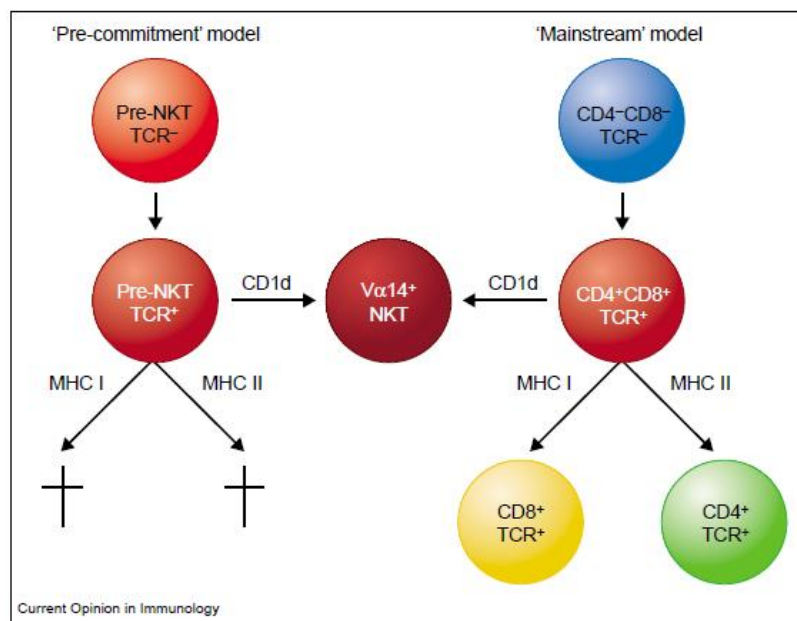 'Pre-commitment' model
'Mainstream' model
Pre-NKT
TCR–
CD4–CD8–
TCR–
Pre-NKT
TCR+
CD1d
Vα14+
NKT
CD1d
CD4+CD8+
TCR+
MHC I
MHC II
MHC I
MHC II
CD8+
TCR+
CD4+
TCR+
Current Opinion in Immunology